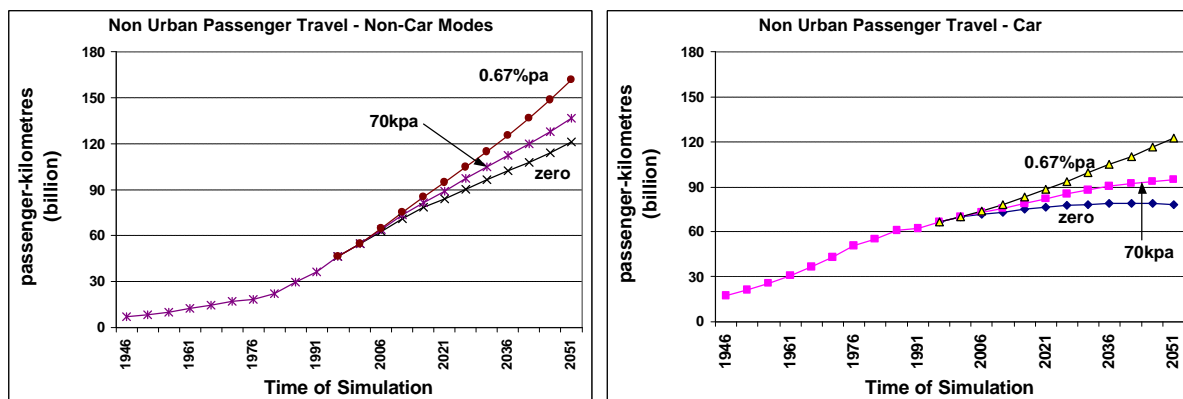 Non Urban Passenger Travel - Non-Car Modes
passenger-kilometres
(billion)
180
150
120
90
60
30
0
0.67%pa
70kpa
zero
1946
1961
1976
1991
2006
2021
2036
2051
Time of Simulation
Non Urban Passenger Travel - Car
passenger-kilometres
(billion)
180
150
120
90
60
30
0
0.67%pa
zero
70kpa
1946
1961
1976
1991
2006
2021
2036
2051
Time of Simulation